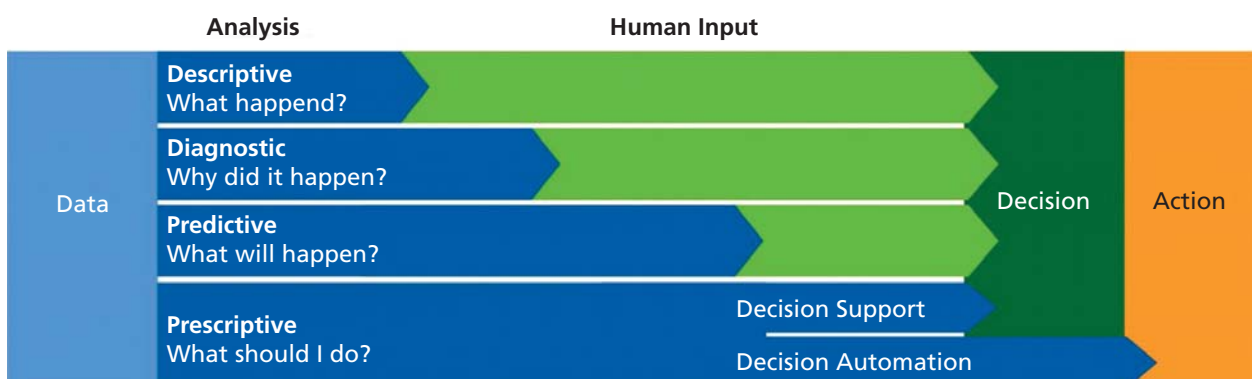 Analysis
Human Input
Data
Descriptive
What happend?
Diagnostic
Why did it happen?
Predictive
What will happen?
Prescriptive
What should I do?
Decision Support
Decision Automation
Decision
Action